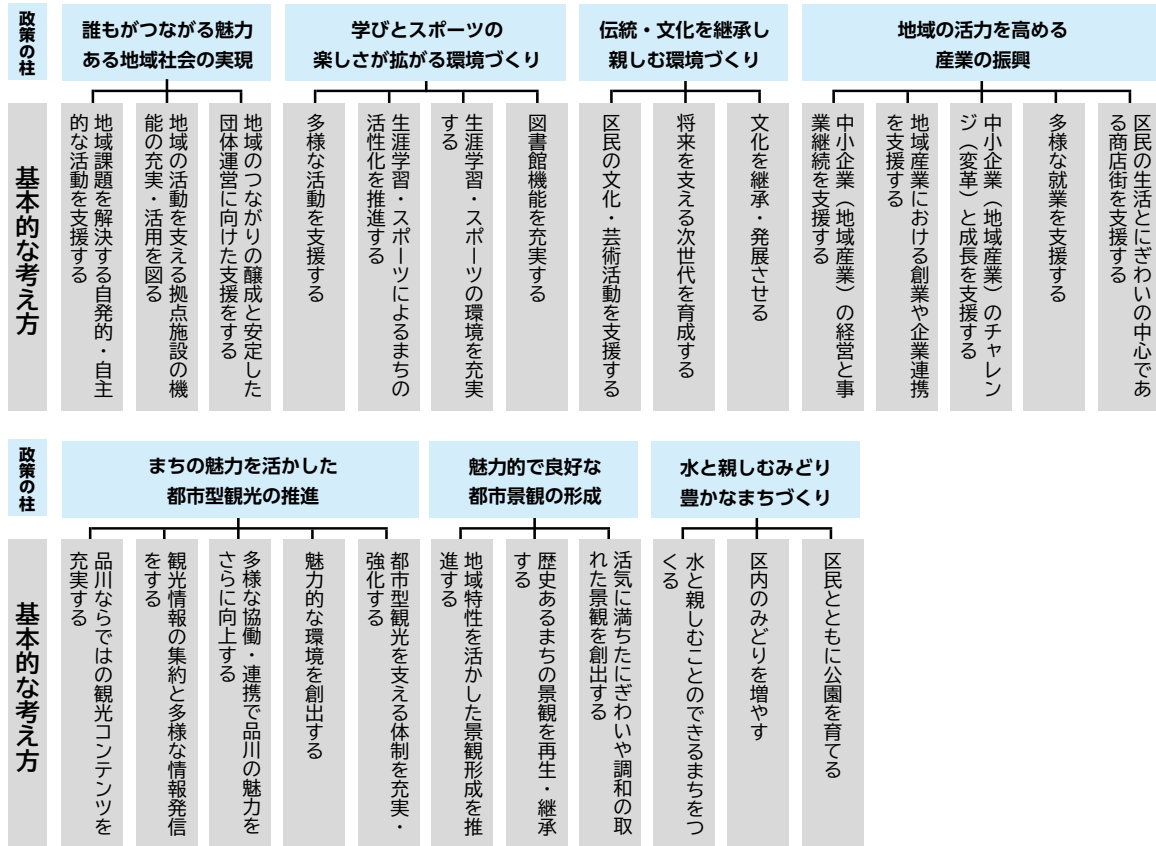 政策の柱
誰もがつながる魅力
ある地域社会の実現
学びとスポーツの
楽しさが拡がる環境づくり
伝統・文化を継承し
親しむ環境づくり
地域の活力を高める
産業の振興
基本的な考え方
地域課題を解決する自発的・自主
的な活動を支援する
地域の活動を支える拠点施設の機
能の充実・活用を図る
地域のつながりの醸成と安定した
団体運営に向けた支援をする
多様な活動を支援する
生涯学習・スポーツによるまちの
活性化を推進する
生涯学習・スポーツの環境を充実
する
図書館機能を充実する
区民の文化・芸術活動を支援する
将来を支える次世代を育成する
文化を継承・発展させる
中小企業（地域産業）の経営と事
業継続を支援する
地域産業における創業や企業連携
を支援する
中小企業（地域産業）のチャレン
ジ（変革）と成長を支援する
多様な就業を支援する
区民の生活とにぎわいの中心であ
る商店街を支援する
政策の柱
まちの魅力を活かした
都市型観光の推進
魅力的で良好な
都市景観の形成
水と親しむみどり
豊かなまちづくり
基本的な考え方
品川ならではの観光コンテンツを
充実する
観光情報の集約と多様な情報発信
をする
多様な協働・連携で品川の魅力を
さらに向上する
魅力的な環境を創出する
都市型観光を支える体制を充実・
強化する
地域特性を活かした景観形成を推
進する
歴史あるまちの景観を再生・継承
する
活気に満ちたにぎわいや調和の取
れた景観を創出する
水と親しむことのできるまちをつ
くる
区内のみどりを増やす
区民とともに公園を育てる